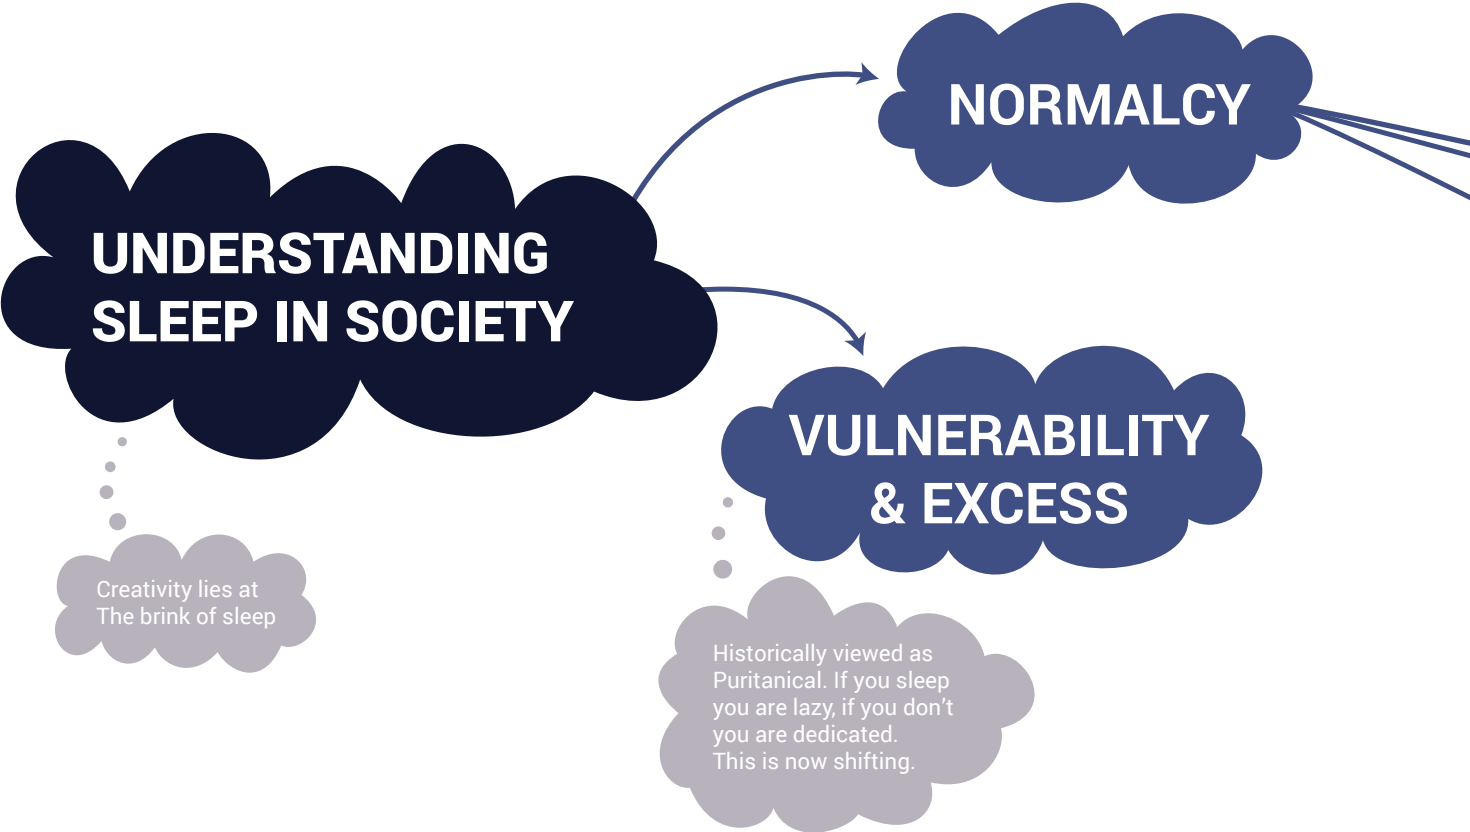 NORMALCY
UNDERSTANDING
SLEEP IN SOCIETY
VULNERABILITY
& EXCESS
Creativity lies at
The brink of sleep
Historically viewed as
Puritanical. If you sleep
you are lazy, if you don’t
you are dedicated.
This is now shifting.